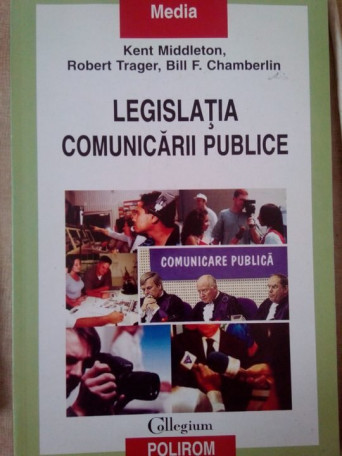 Media
Kent Middleton,
Robert Trager, Bill F. Chamberlin
LEGISLAȚIA
COMUNICĂRII PUBLICE
COMUNICARE PUBLICĂ
Collegium
POLIROM